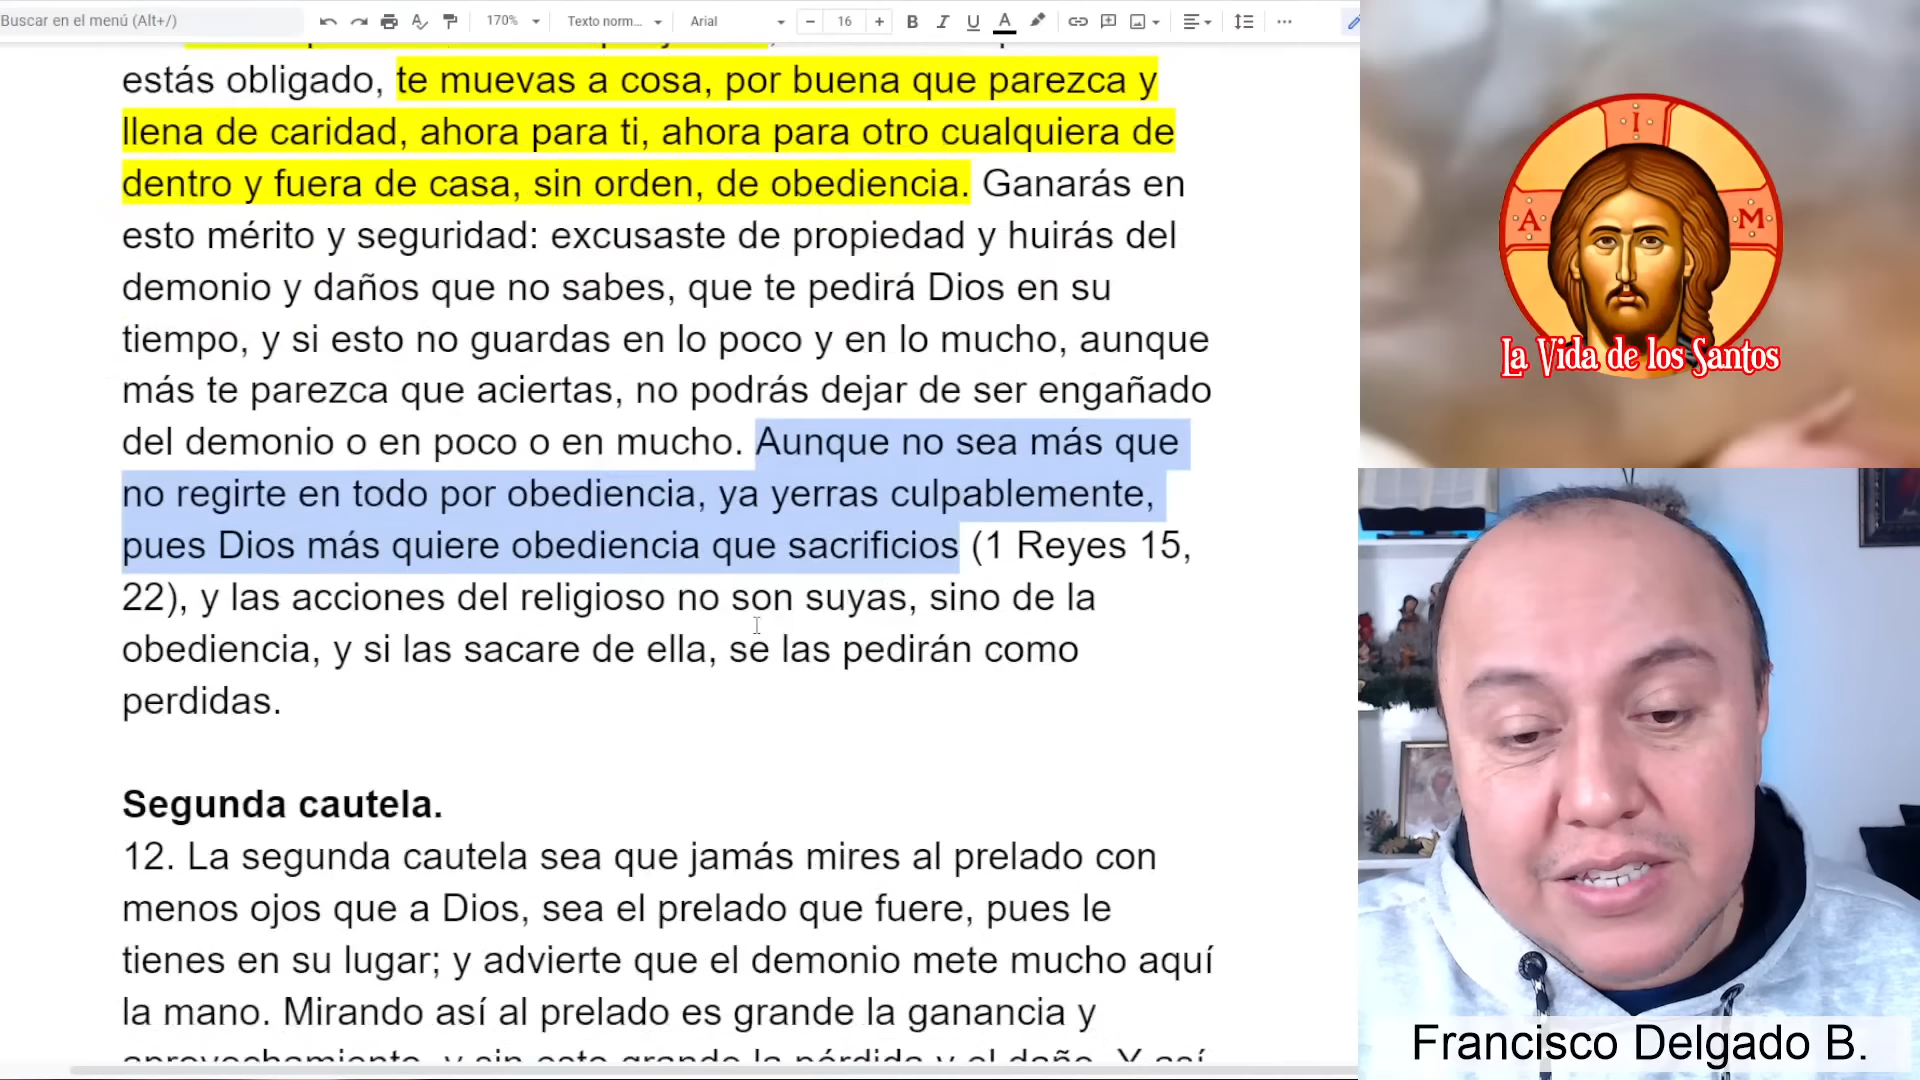 Buscar en el menú (Alt+/)
170%
Texto norm...
Arial
16
estás obligado, te muevas a cosa, por buena que parezca y
llena de caridad, ahora para ti, ahora para otro cualquiera de
dentro y fuera de casa, sin orden, de obediencia. Ganarás en
esto mérito y seguridad: excusaste de propiedad y huirás del
demonio y daños que no sabes, que te pedirá Dios en su
tiempo, y si esto no guardas en lo poco y en lo mucho, aunque
más te parezca que aciertas, no podrás dejar de ser engañado
del demonio o en poco o en mucho. Aunque no sea más que
no regirte en todo por obediencia, ya yerras culpablemente,
pues Dios más quiere obediencia que sacrificios (1 Reyes 15,
22), y las acciones del religioso no son suyas, sino de la
obediencia, y si las sacare de ella, se las pedirán como
perdidas.
Segunda cautela.
12. La segunda cautela sea que jamás mires al prelado con
menos ojos que a Dios, sea el prelado que fuere, pues le
tienes en su lugar; y advierte que el demonio mete mucho aquí
la mano. Mirando así al prelado es grande la ganancia y
aprovechamiento, y sin esto grande la pérdida y el daño. Y así
I
A
M
La Vida de los Santos
Francisco Delgado B.